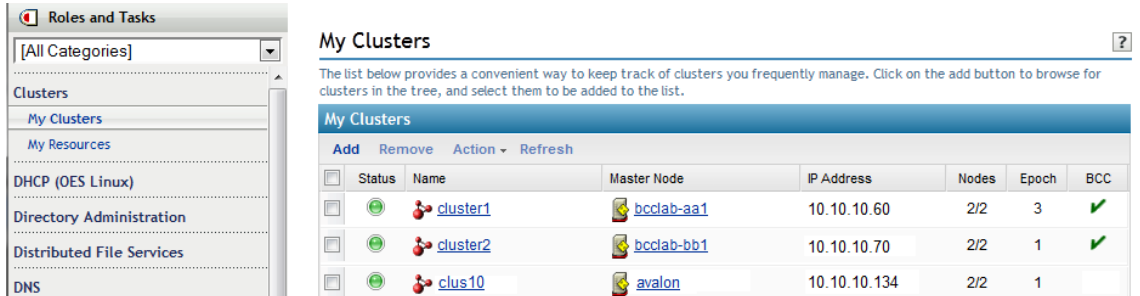 Roles and Tasks
[All Categories]
Clusters
My Clusters
My Resources
DHCP (OES Linux)
Directory Administration
Distributed File Services
DNS
My Clusters
?
The list below provides a convenient way to keep track of clusters you frequently manage. Click on the add button to browse for
clusters in the tree, and select them to be added to the list.
My Clusters
Add Remove Action Refresh
Status Name Master Node IP Address Nodes Epoch BCC
cluster1 bcclab-aa1 10.10.10.60 2/2 3
cluster2 bcclab-bb1 10.10.10.70 2/2 1
clus10 avalon 10.10.10.134 2/2 1